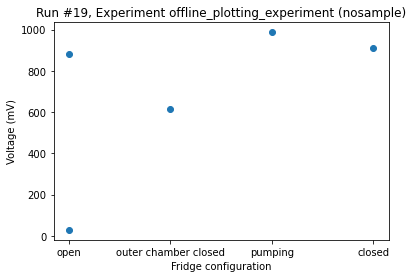 Run #19, Experiment offline_plotting_experiment (nosample)
1000
800
600
400
200
0
Voltage (mV)
open outer chamber closed pumping closed
Fridge configuration